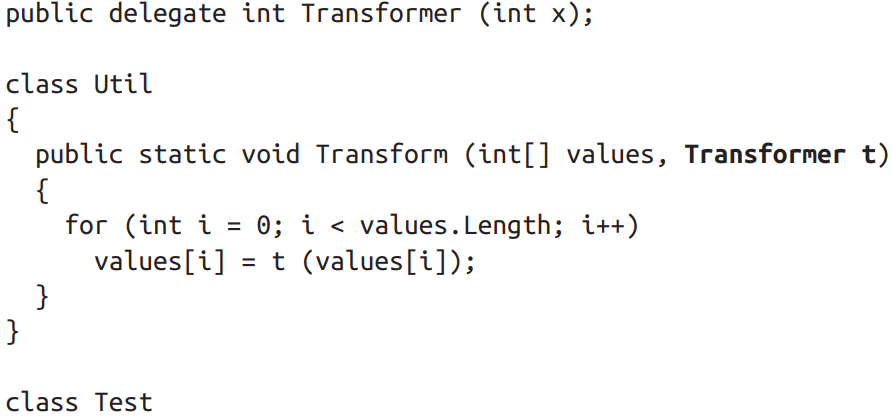 public delegate int Transformer (int x);
class Util
{
  public static void Transform (int[] values, Transformer t)
  {
    for (int i = 0; i < values.Length; i++)
      values[i] = t (values[i]);
  }
}
class Test